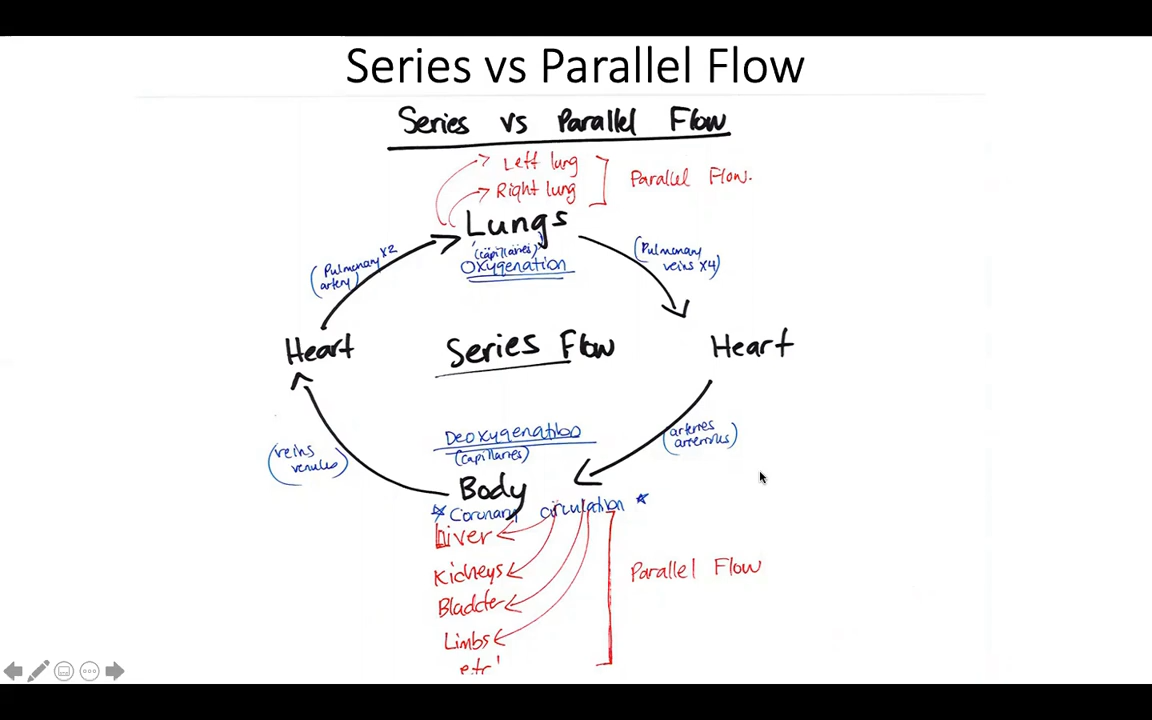 Series vs Parallel Flow
Series vs Parallel Flow
Left lung
Right lung
Parallel Flow.
Lungs
(capillaries)
Oxygenation
(Pulmonary x2
artery)
(Pulmonary
veins x4)
Heart
Series Flow
Heart
Deoxygenation
(capillaries)
(veins
venules)
(arteries
arterioles)
Body
* Coronary circulation *
Liver
Kidneys
Bladder
Limbs
etc'
Parallel Flow